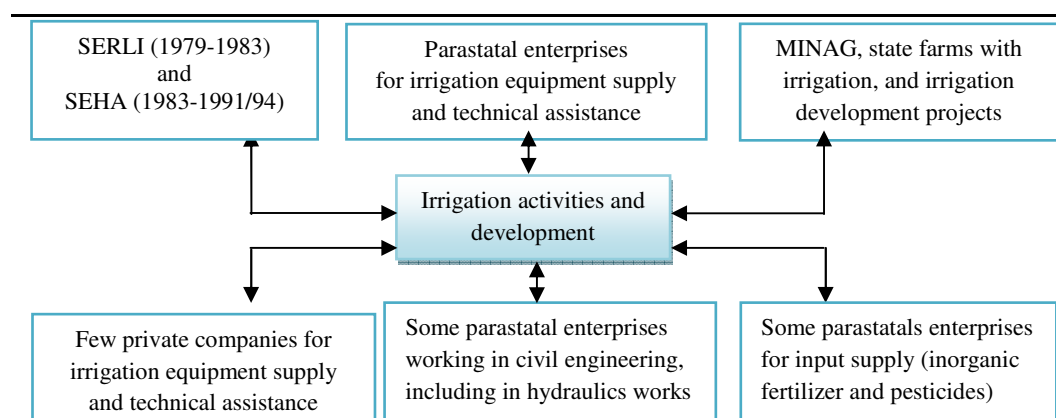 SERLI (1979-1983)
and
SEHA (1983-1991/94)
Parastatal enterprises
for irrigation equipment supply
and technical assistance
MINAG, state farms with
irrigation, and irrigation
development projects
Irrigation activities and
development
Few private companies for
irrigation equipment supply
and technical assistance
Some parastatal enterprises
working in civil engineering,
including in hydraulics works
Some parastatals enterprises
for input supply (inorganic
fertilizer and pesticides)